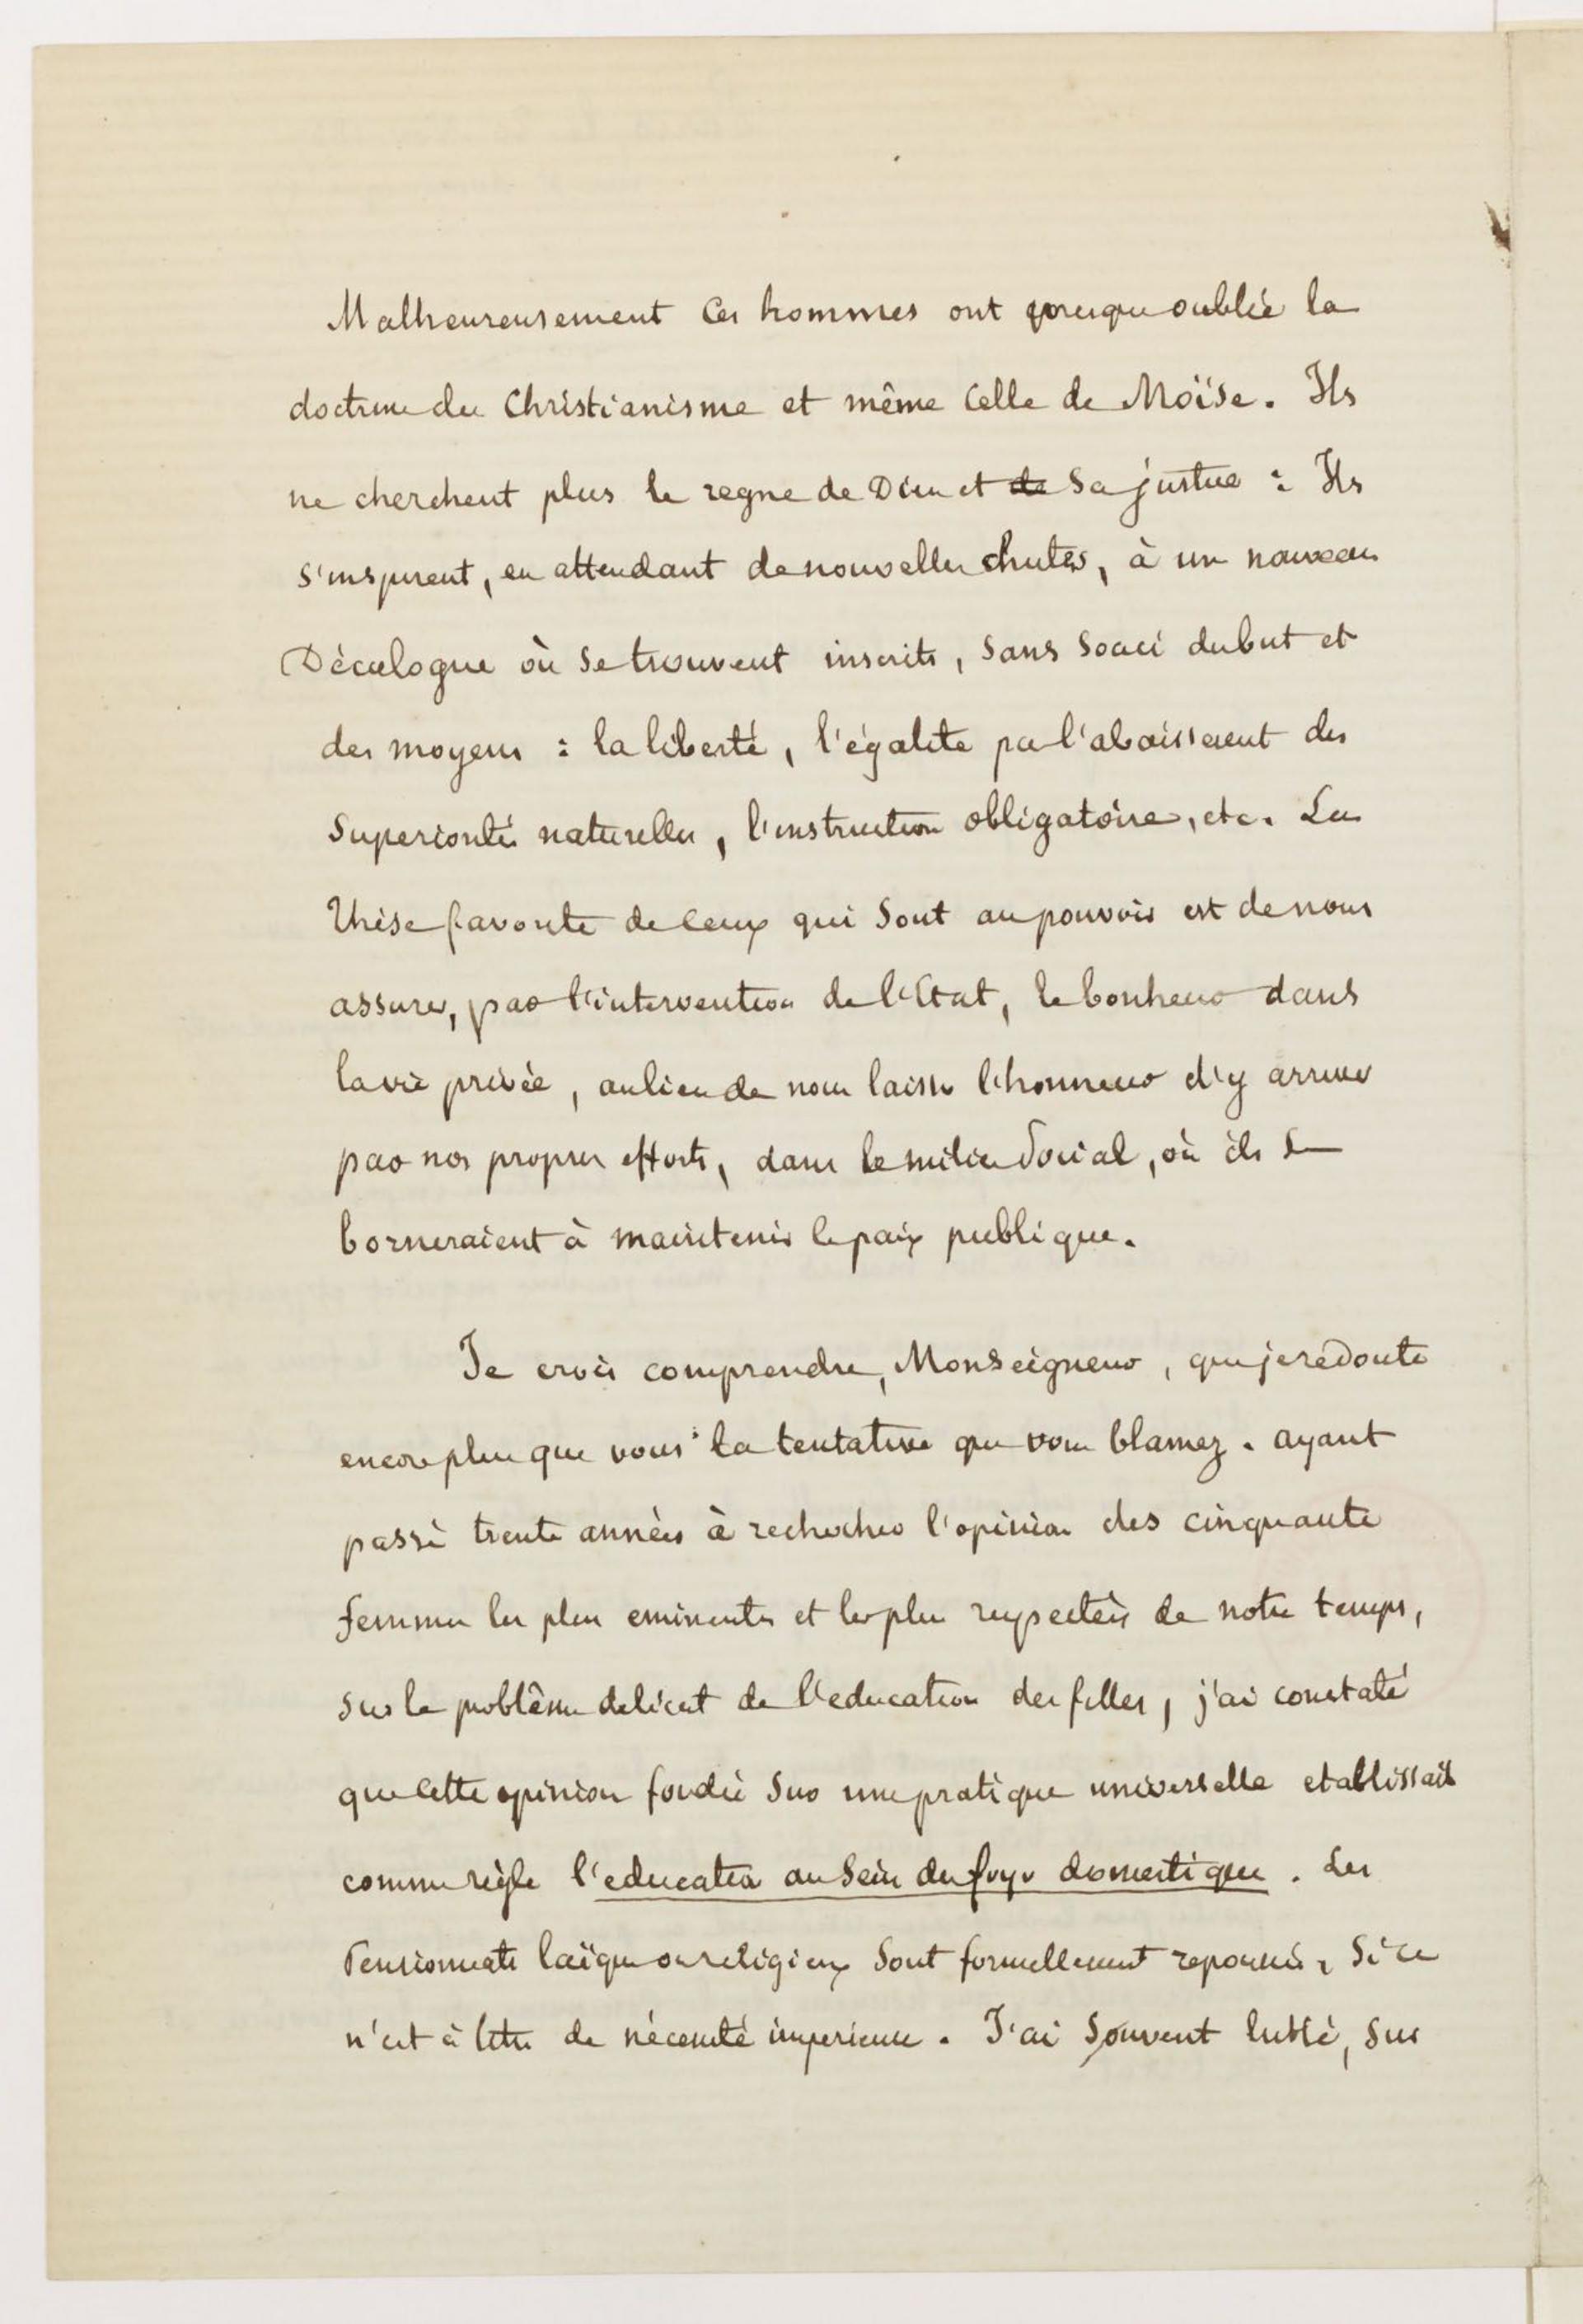 Malheureusement ces hommes ont presque oublié la
doctrine du Christianisme et même celle de Moïse. Ils
ne cherchent plus le regne de Dieu et de sa justice : Ils
s'inspirent, en attendant de nouvelles chutes, à un nouveau
Décalogue où se trouvent inscrits, sans souci du but et
des moyens : la liberté, l'égalite par l'abaissement des
superiorités naturelles, l'instruction obligatoire, etc. La
thèse favorite de ceux qui sont au pouvoir est de nous
assurer, par l'intervention de l'Etat, le bonheur dans
la vie privée, au lieu de nous laisser l'honneur d'y arriver
par nos propres efforts, dans le milieu social, où ils se
borneraient à maintenir la paix publique.
Je crois comprendre, Monseigneur, que je redoute
encore plus que vous la tentative que vous blamez. ayant
passé trente années à rechercher l'opinion des cinquante
femmes les plus eminentes et les plus respectées de notre temps,
sur le problême delicat de l'education des filles, j'ai constaté
que cette opinion fondée sur une pratique universelle etablissait
comme règle l'education au sein du foyer domestique. Les
Pensionnats laïques ou religieux sont formellement repoussés, si ce
n'est à titre de nécessité imperieuse. J'ai souvent lutté, sur